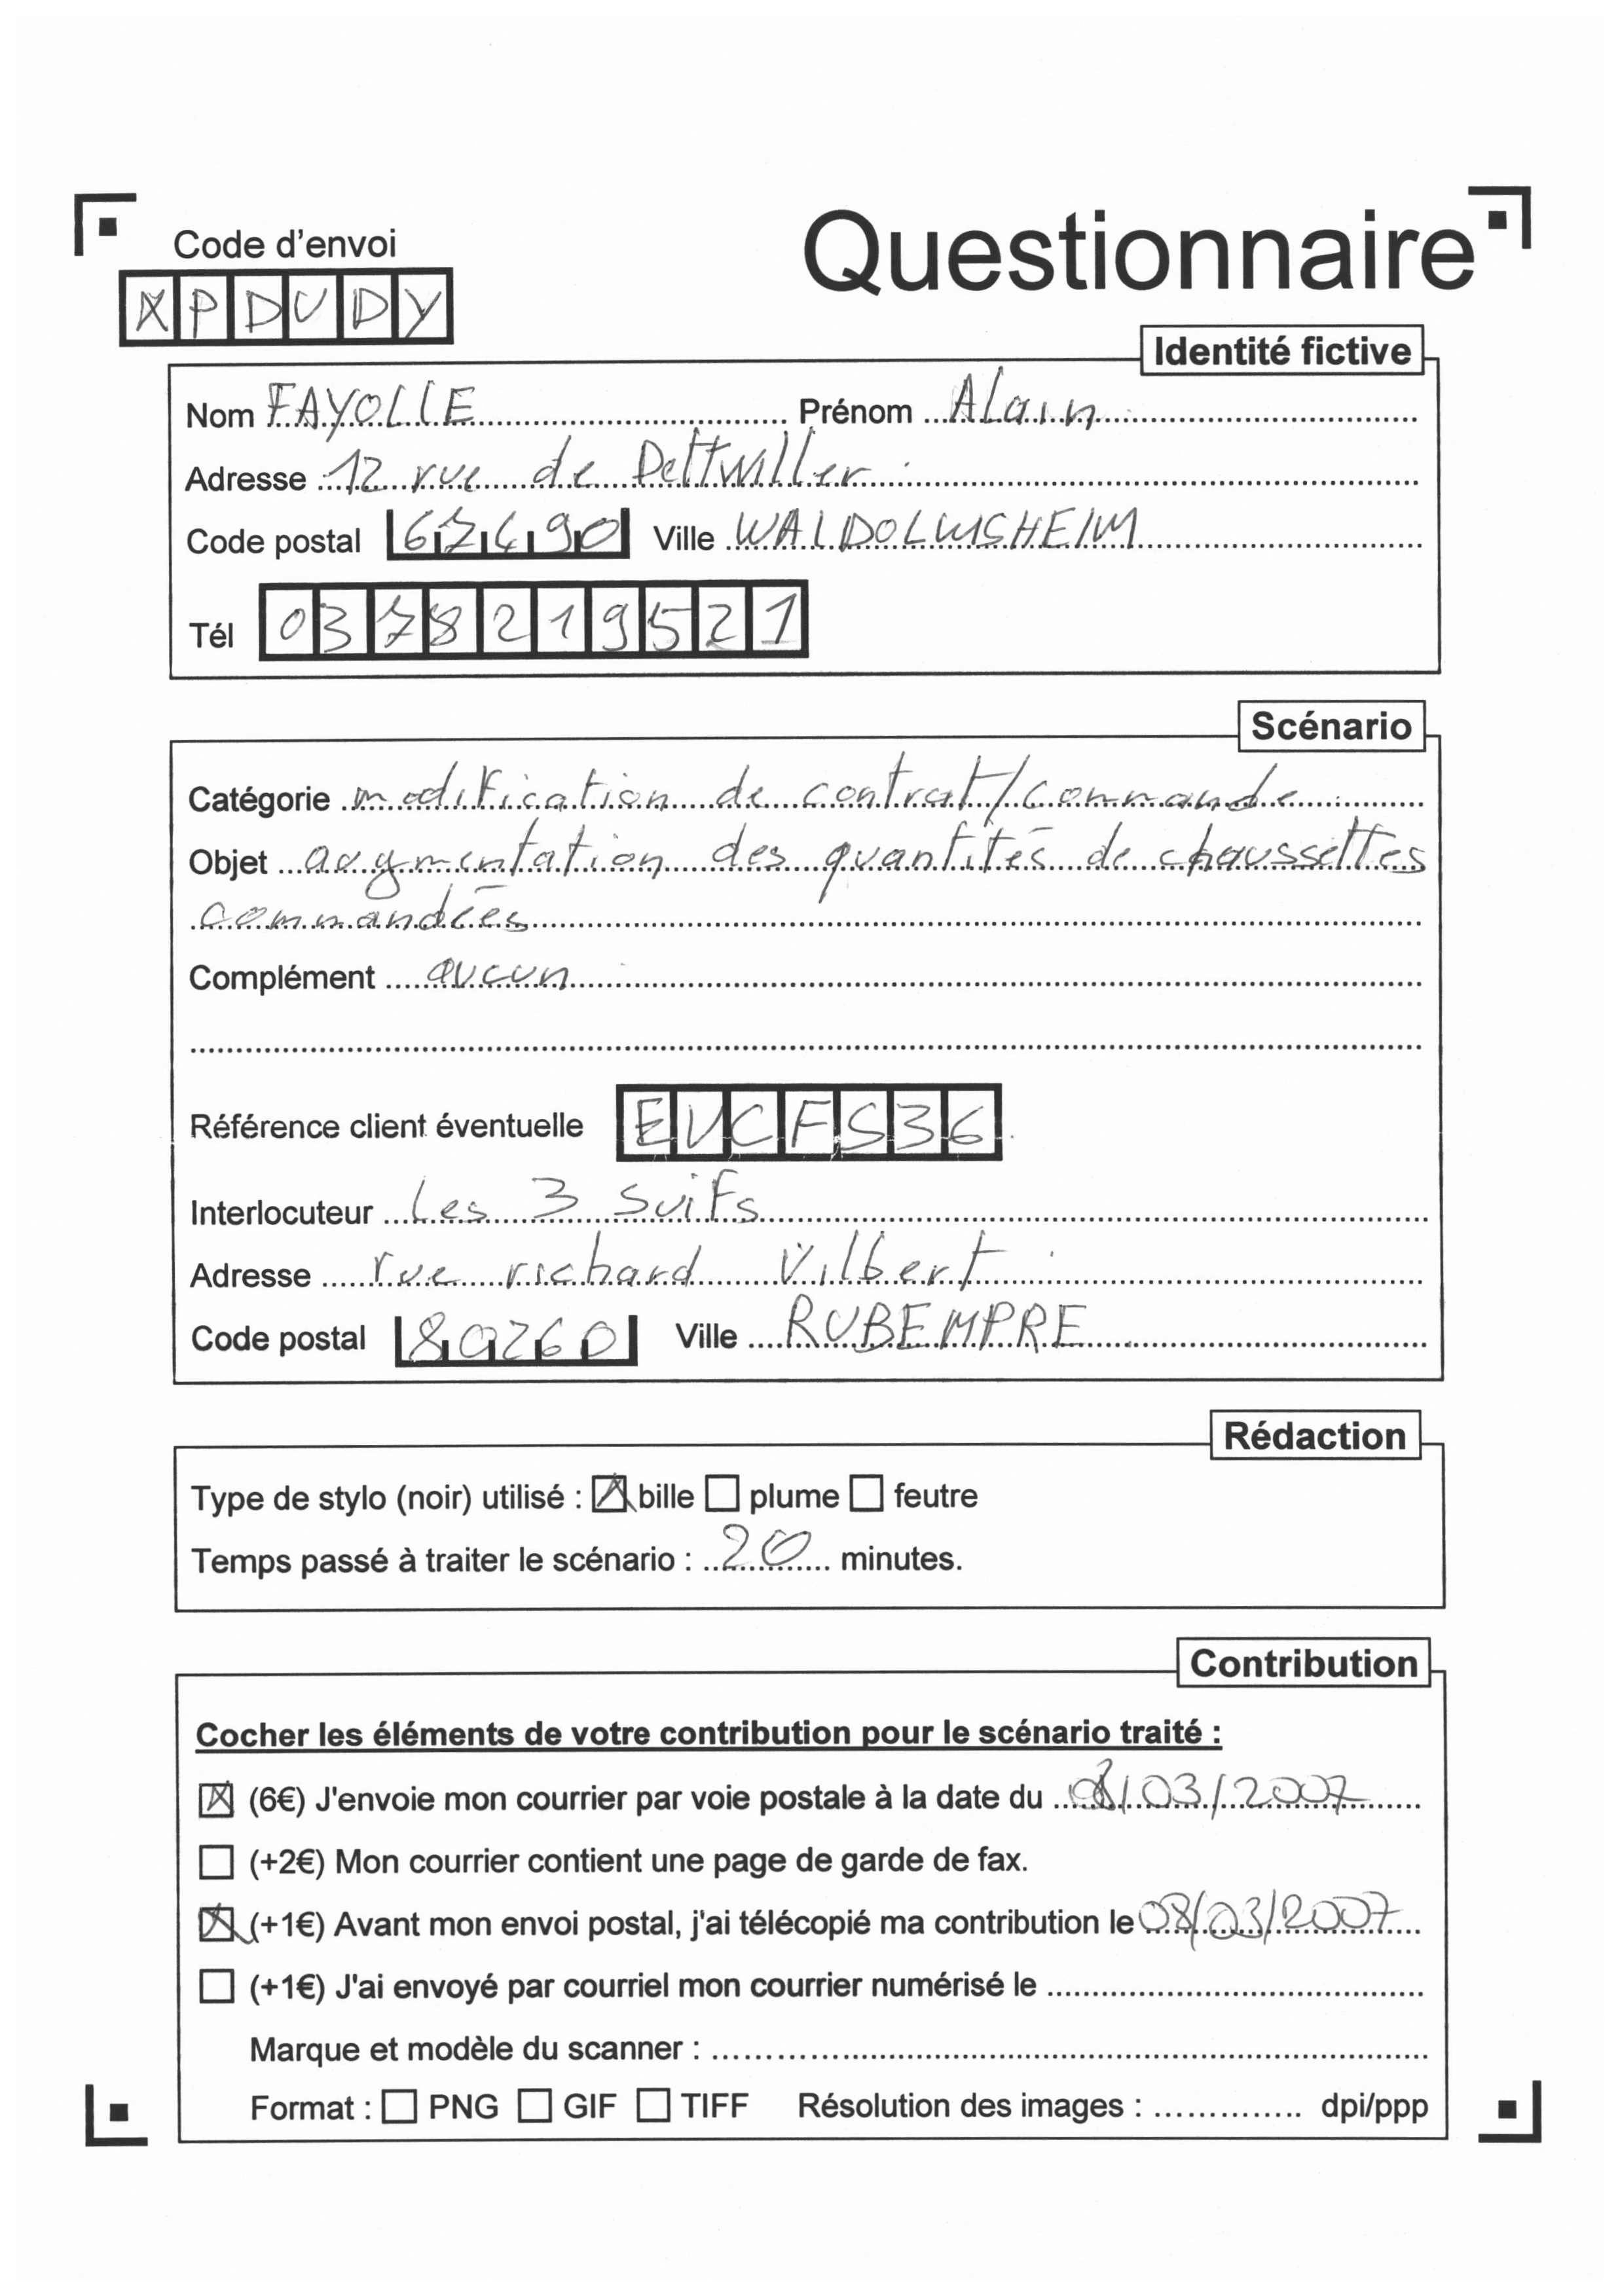 Code d'envoi
Questionnaire
XPDUDY
Identité fictive
Nom FAYOLLE Prénom Alain
Adresse 12 rue de Dettwiller
Code postal 67490 Ville WALDOLWISHEIM
Tél 0378219521
Scénario
Catégorie modification de contrat/commande
Objet augmentation des quantités de chaussettes
commandées
Complément aucun
Référence client éventuelle EUCFS36
Interlocuteur Les 3 Suifs
Adresse rue richard Vilbert
Code postal 80260 Ville RUBEMPRE
Rédaction
Type de stylo (noir) utilisé : bille plume feutre
Temps passé à traiter le scénario : 20 minutes.
Contribution
Cocher les éléments de votre contribution pour le scénario traité :
(6€) J'envoie mon courrier par voie postale à la date du /03/2007
(+2€) Mon courrier contient une page de garde de fax.
(+1€) Avant mon envoi postal, j'ai télécopié ma contribution le 08/03/2007
(+1€) J'ai envoyé par courriel mon courrier numérisé le
Marque et modèle du scanner :
Format : PNG GIF TIFF Résolution des images : dpi/ppp